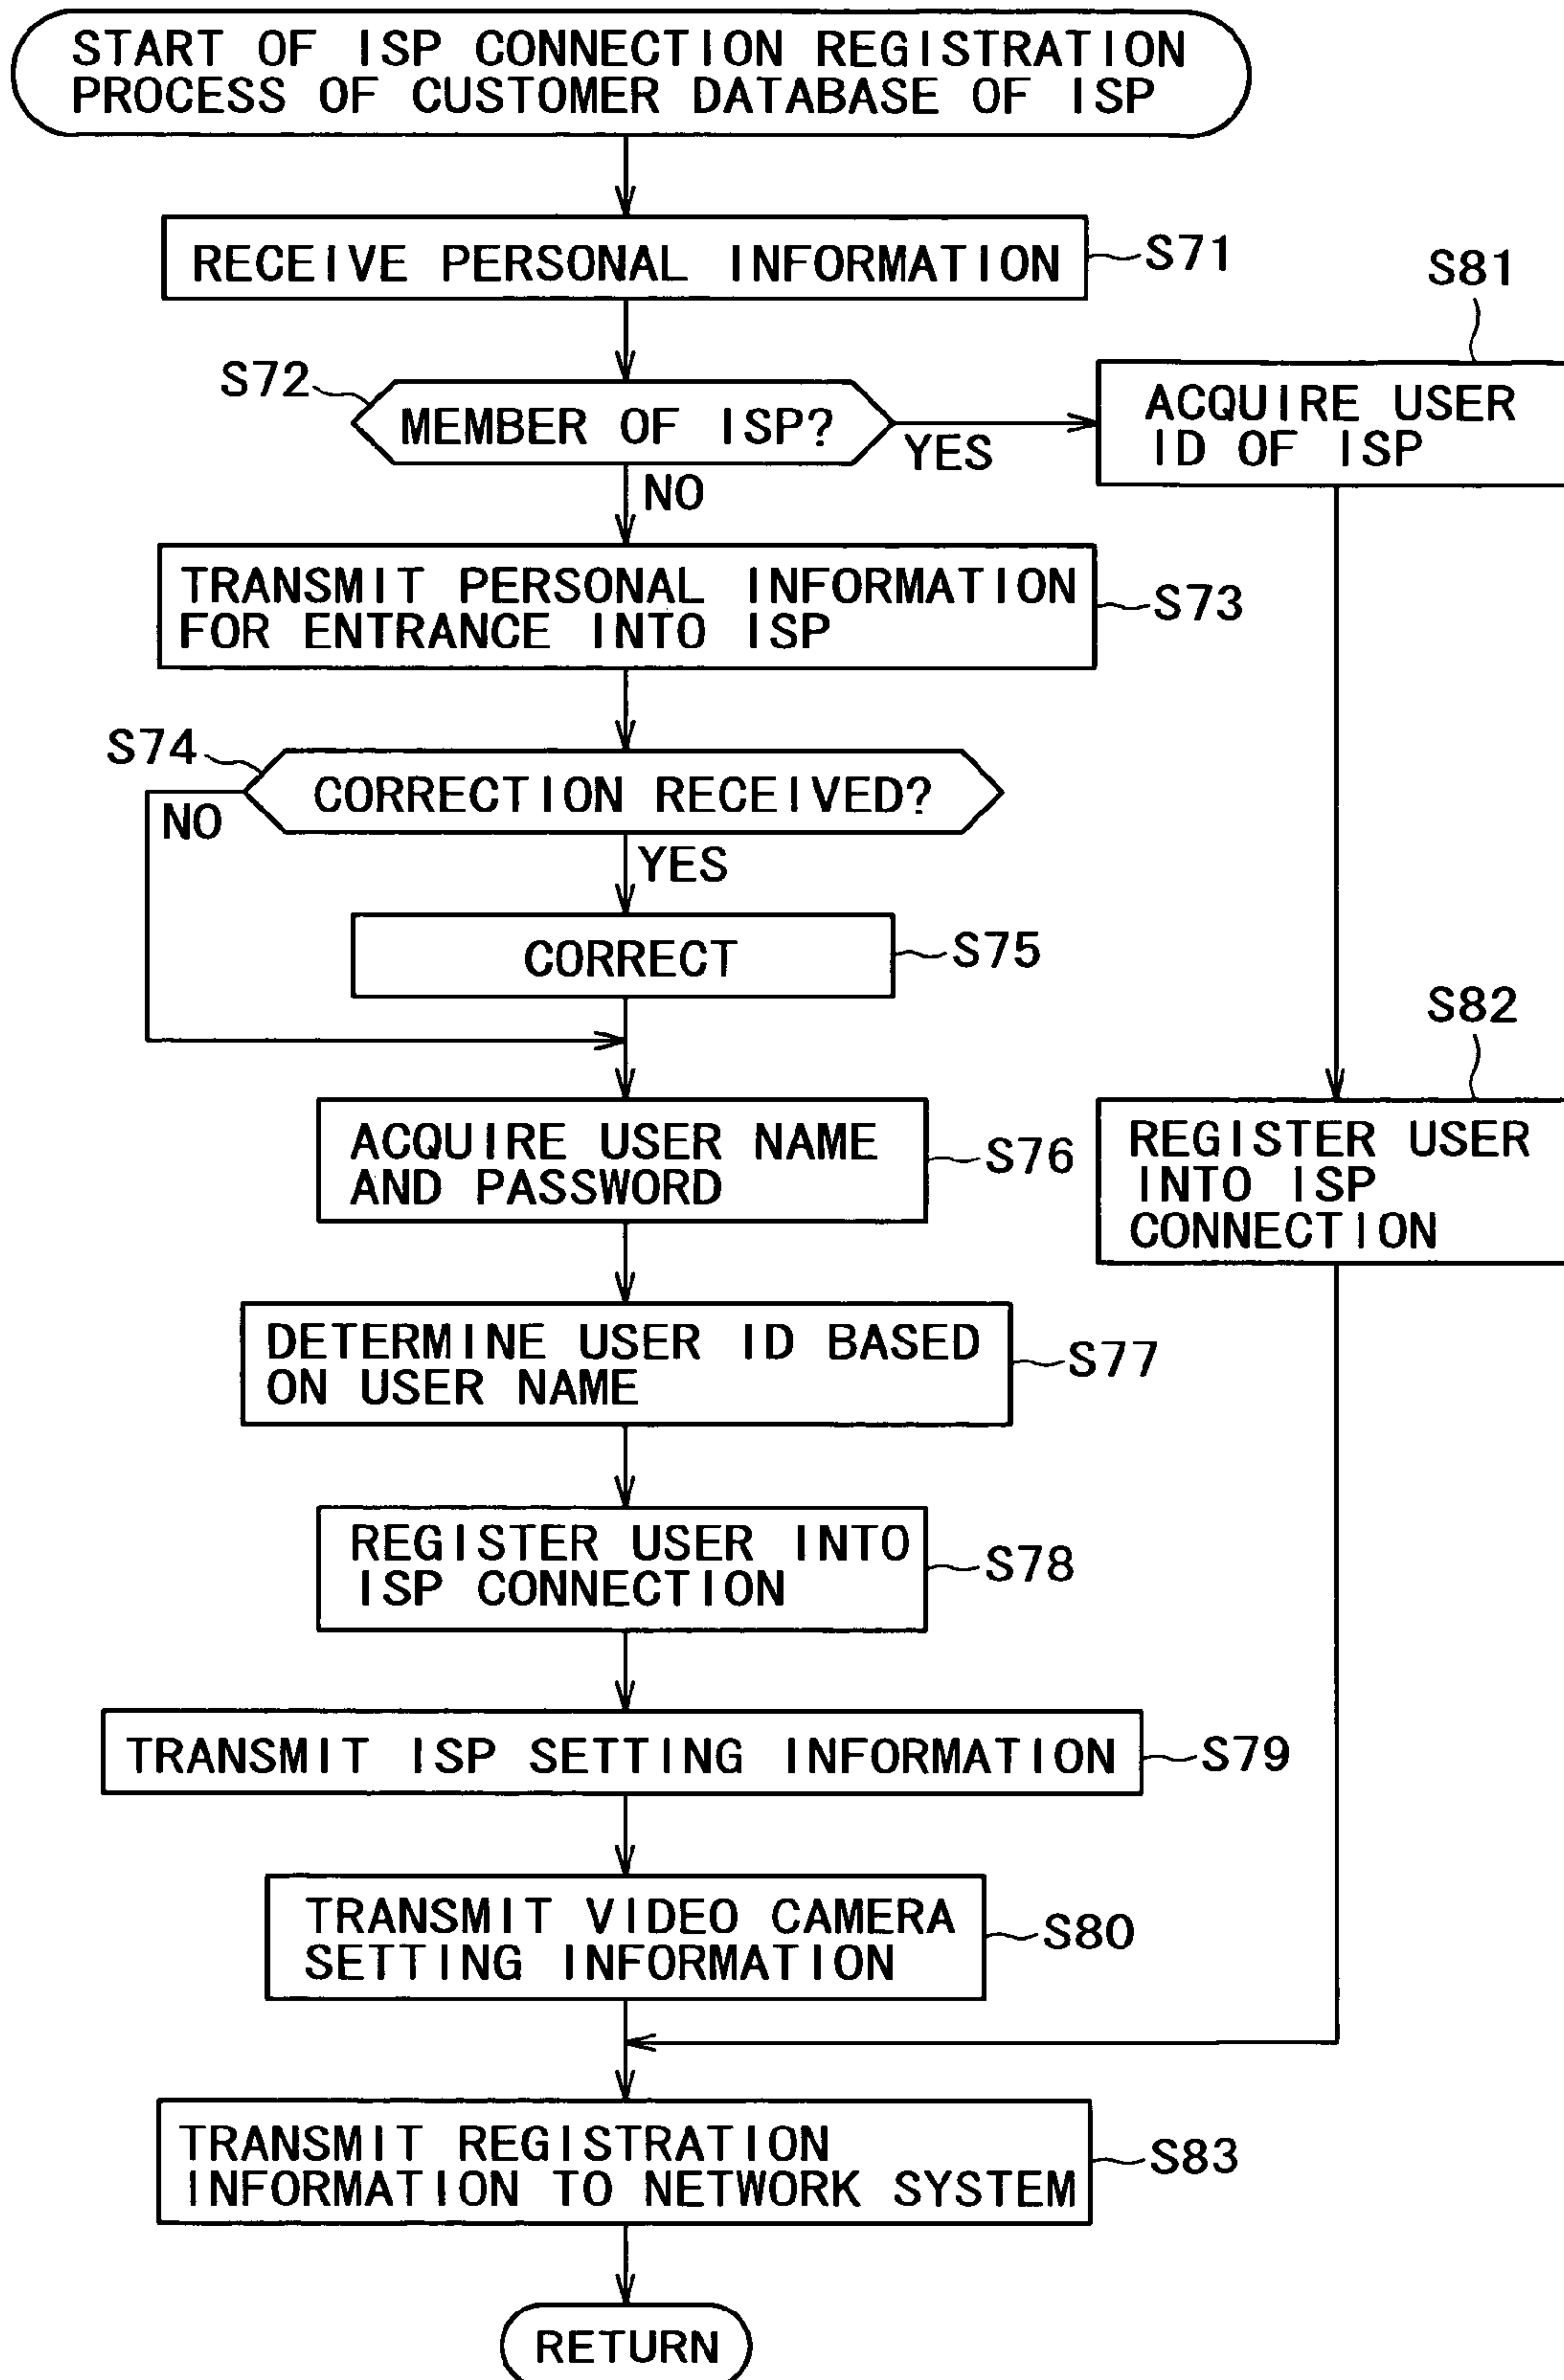 START OF ISP CONNECTION REGISTRATION
PROCESS OF CUSTOMER DATABASE OF ISP
RECEIVE PERSONAL INFORMATION
S71
S72
MEMBER OF ISP?
YES
NO
S81
ACQUIRE USER
ID OF ISP
TRANSMIT PERSONAL INFORMATION
FOR ENTRANCE INTO ISP
S73
S74
CORRECTION RECEIVED?
NO
YES
CORRECT
S75
S82
REGISTER USER
INTO ISP
CONNECTION
ACQUIRE USER NAME
AND PASSWORD
S76
DETERMINE USER ID BASED
ON USER NAME
S77
REGISTER USER INTO
ISP CONNECTION
S78
TRANSMIT ISP SETTING INFORMATION
S79
TRANSMIT VIDEO CAMERA
SETTING INFORMATION
S80
TRANSMIT REGISTRATION
INFORMATION TO NETWORK SYSTEM
S83
RETURN